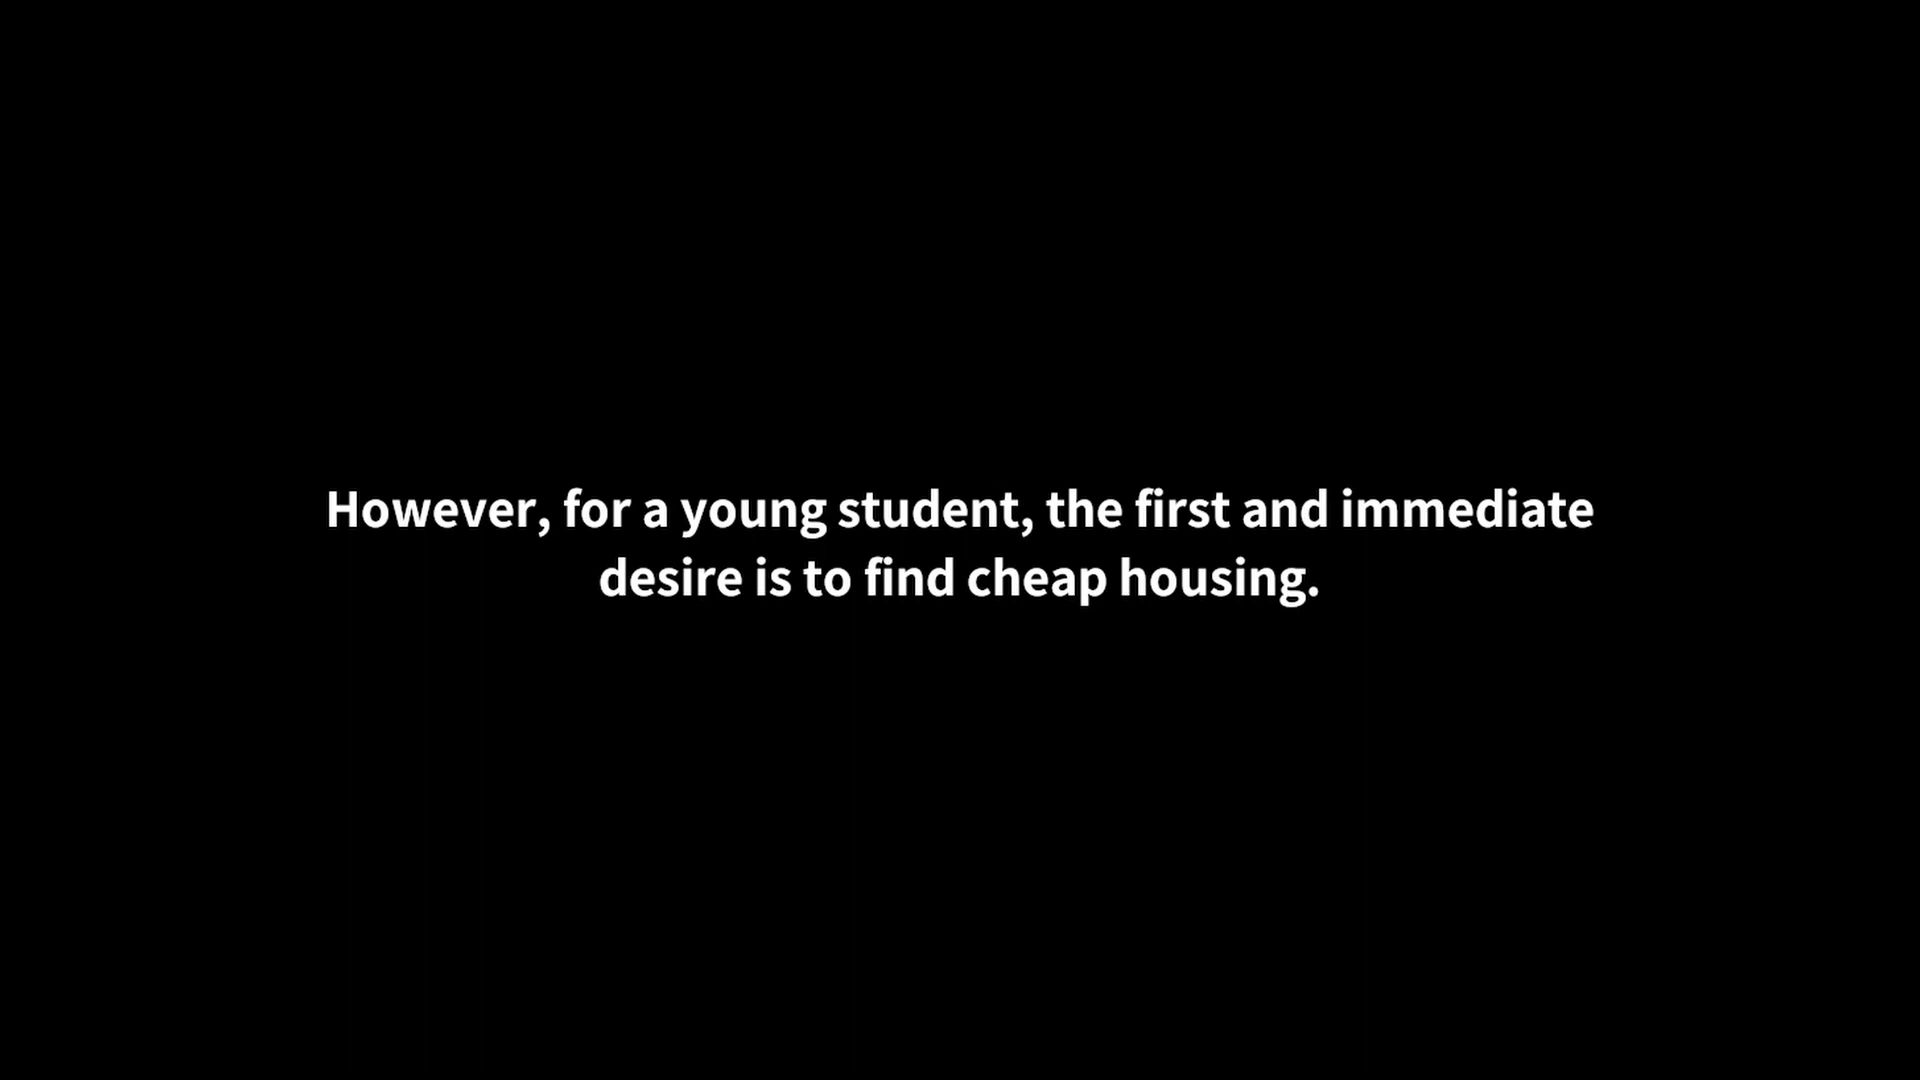 However, for a young student, the first and immediate
desire is to find cheap housing.